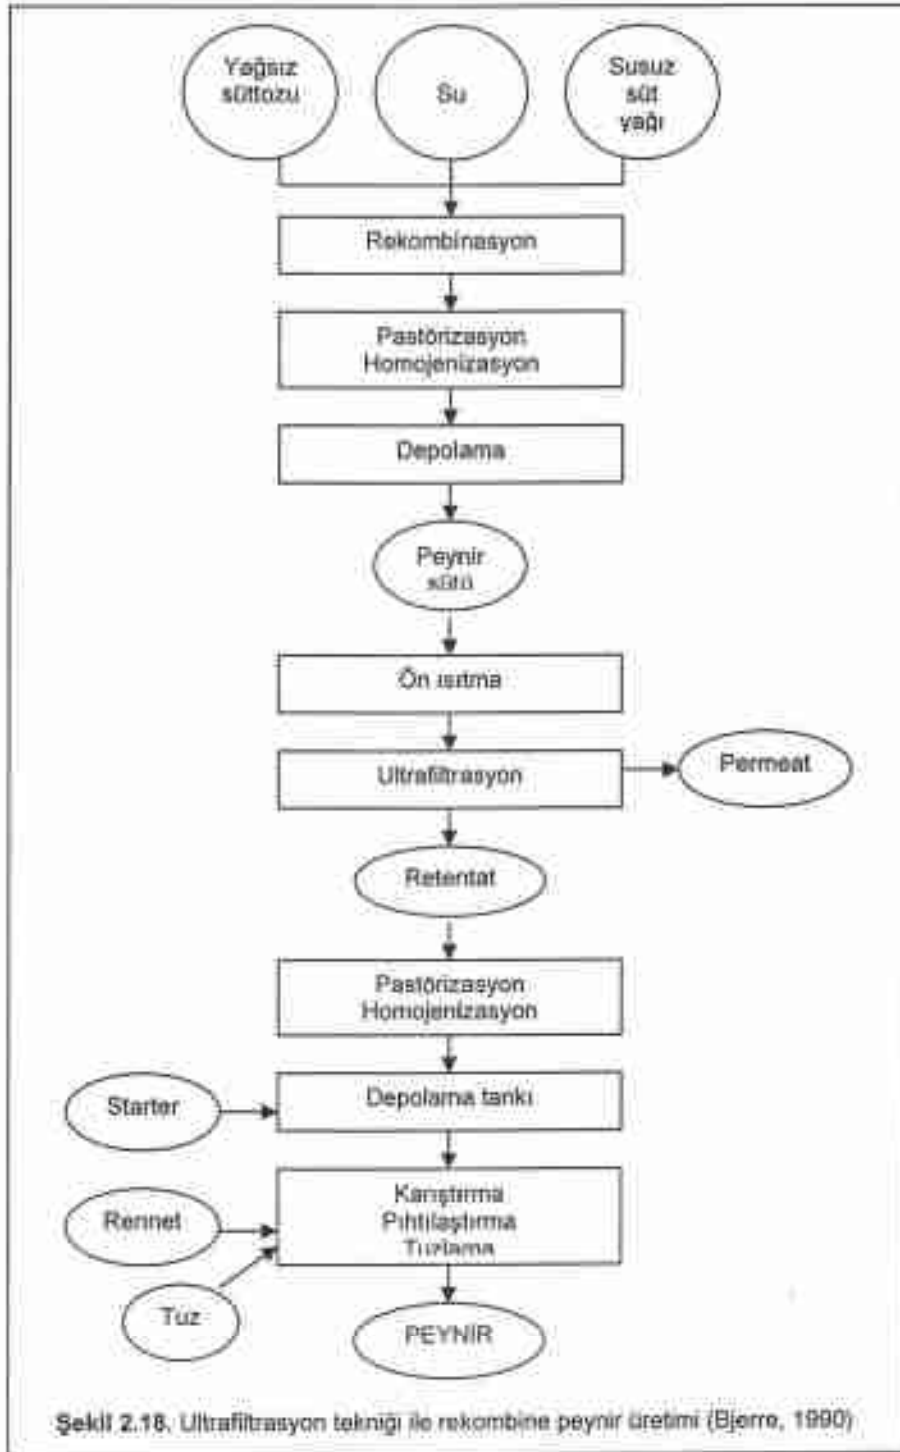 Yağsız
süttozu
Su
Susuz
süt
yağı
Rekombinasyon
Pastörizasyon
Homojenizasyon
Depolama
Peynir
sütü
Ön ısıtma
Ultrafiltrasyon
Permeat
Retentat
Pastörizasyon
Homojenizasyon
Starter
Depolama tankı
Rennet
Karıştırma
Pıhtılaştırma
Tuzlama
Tuz
PEYNİR
Şekil 2.18. Ultrafiltrasyon tekniği ile rekombine peynir üretimi (Bjerre, 1990)